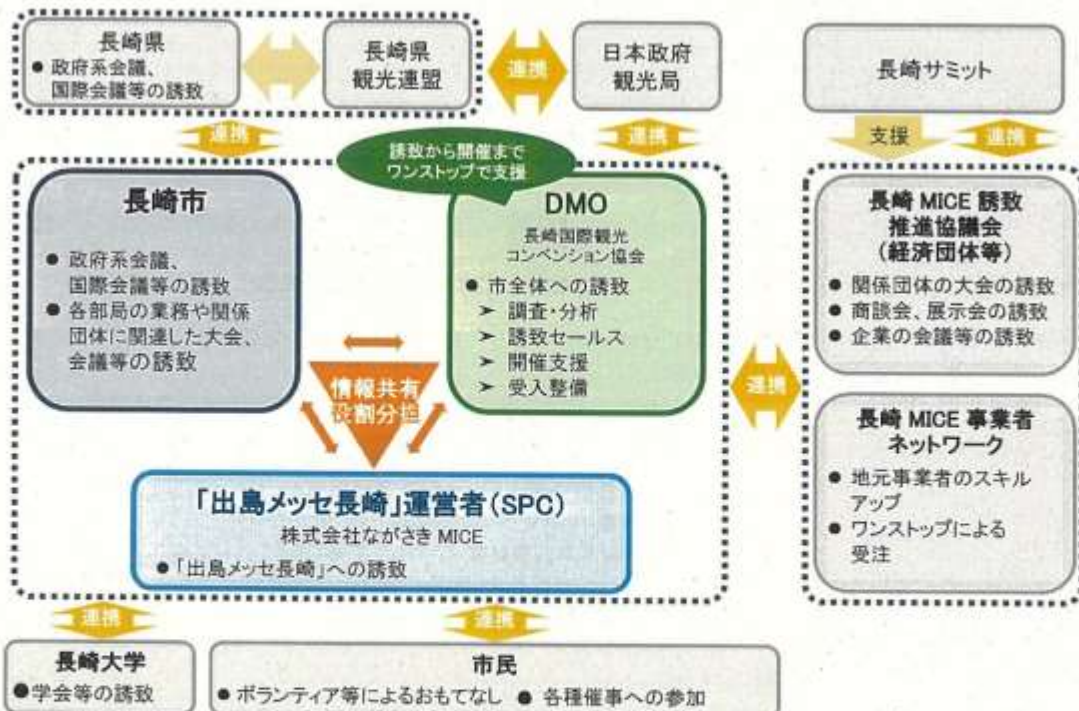 長崎県
● 政府系会議、
国際会議等の誘致
長崎県
観光連盟
連携
日本政府
観光局
長崎サミット
連携
連携
支援
連携
誘致から開催まで
ワンストップで支援
長崎市
● 政府系会議、
国際会議等の誘致
● 各部局の業務や関係
団体に関連した大会、
会議等の誘致
DMO
長崎国際観光
コンベンション協会
● 市全体への誘致
➤ 調査・分析
➤ 誘致セールス
➤ 開催支援
➤ 受入整備
情報共有
役割分担
「出島メッセ長崎」運営者(SPC)
株式会社ながさき MICE
●「出島メッセ長崎」への誘致
連携
長崎 MICE 誘致
推進協議会
(経済団体等)
● 関係団体の大会の誘致
● 商談会、展示会の誘致
● 企業の会議等の誘致
長崎 MICE 事業者
ネットワーク
● 地元事業者のスキル
アップ
● ワンストップによる
受注
連携
連携
長崎大学
●学会等の誘致
市民
● ボランティア等によるおもてなし ● 各種催事への参加